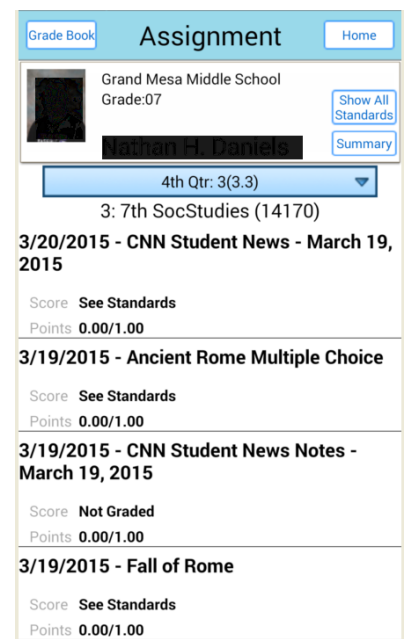 Grade Book
Assignment
Home
Grand Mesa Middle School
Grade:07
Show All
Standards
Summary
4th Qtr: 3(3.3)
3: 7th SocStudies (14170)
3/20/2015 - CNN Student News - March 19,
2015
Score See Standards
Points 0.00/1.00
3/19/2015 - Ancient Rome Multiple Choice
Score See Standards
Points 0.00/1.00
3/19/2015 - CNN Student News Notes -
March 19, 2015
Score Not Graded
Points 0.00/1.00
3/19/2015 - Fall of Rome
Score See Standards
Points 0.00/1.00